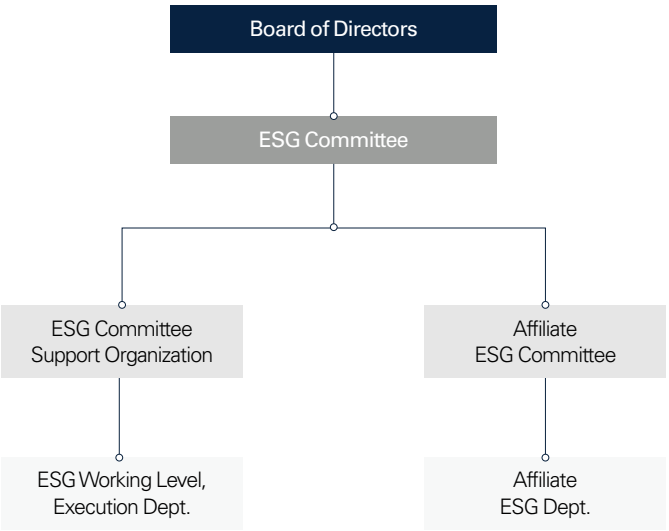 Board of Directors
ESG Committee
ESG Committee
Support Organization
Affiliate
ESG Committee
ESG Working Level,
Execution Dept.
Affiliate
ESG Dept.